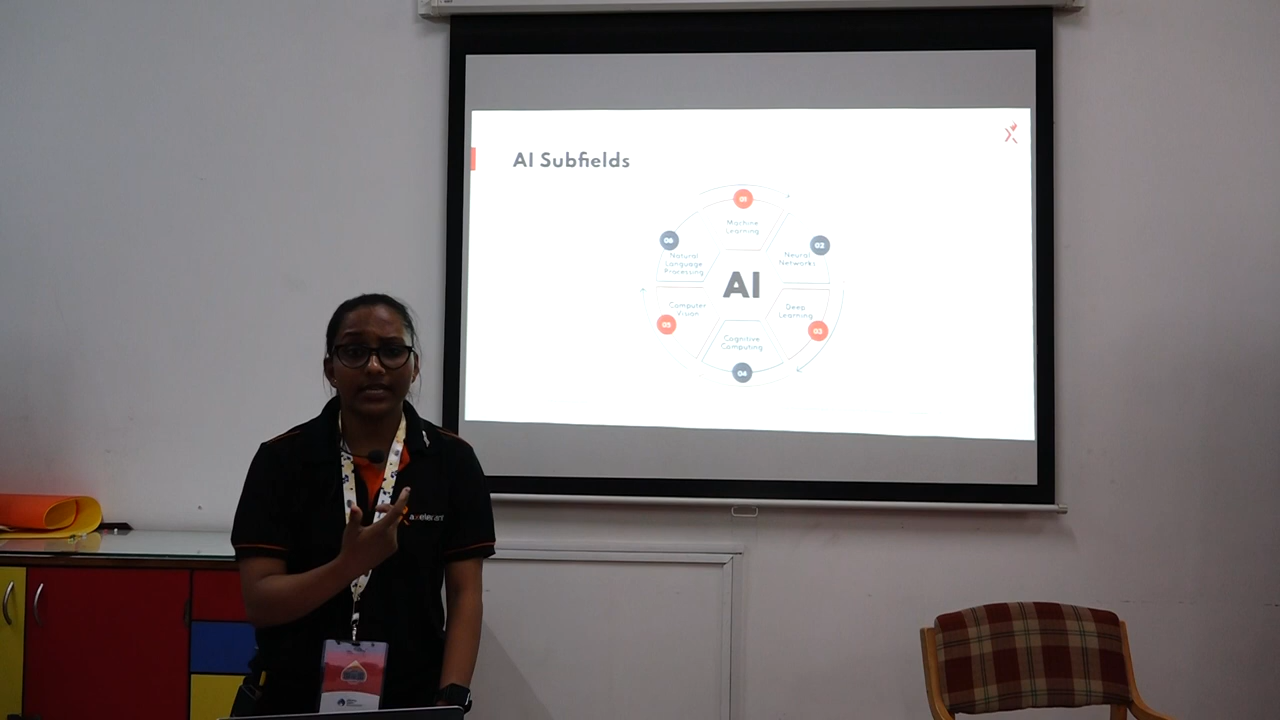 AI Subfields
01
Machine
Learning
02
Neural
Networks
03
Deep
Learning
04
Cognitive
Computing
05
Computer
Vision
06
Natural
Language
Processing
AI
axelerant